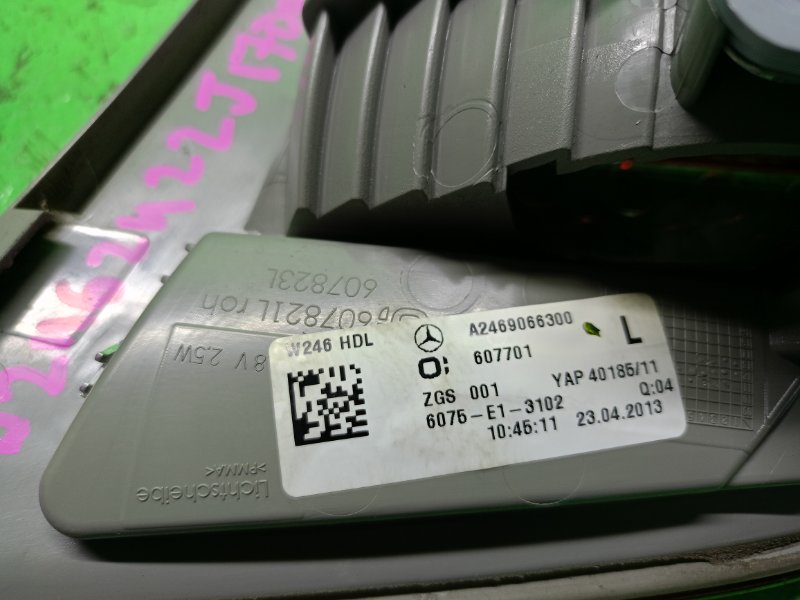 607823L
607821L roh
8 V 2.5W
Lichtscheibe
>PMMA<
W246 HDL
A2469066300
L
607701
ZGS 001
YAP 40185/11
6075-E1-3102
Q:04
10:45:11 23.04.2013